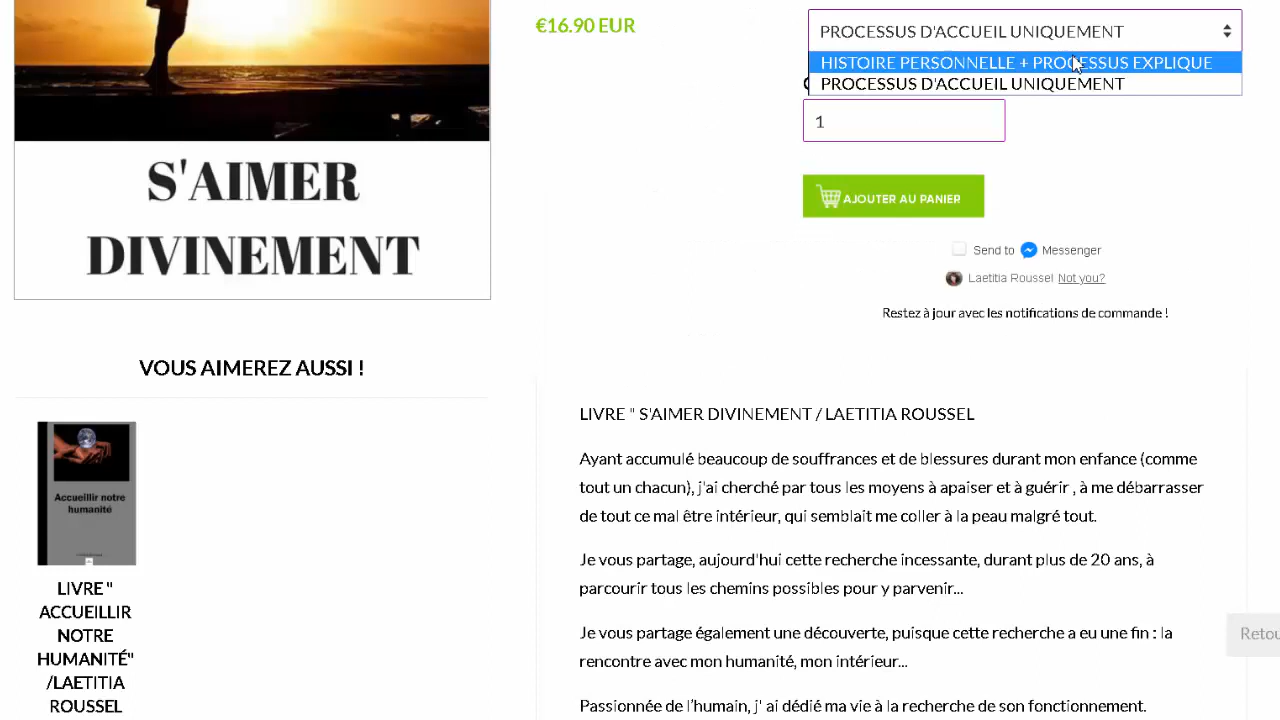 €16.90 EUR
PROCESSUS D'ACCUEIL UNIQUEMENT
HISTOIRE PERSONNELLE + PROCESSUS EXPLIQUE
PROCESSUS D'ACCUEIL UNIQUEMENT
1
AJOUTER AU PANIER
Send to Messenger
Laetitia Roussel Not you?
Restez à jour avec les notifications de commande !
S'AIMER
DIVINEMENT
VOUS AIMEREZ AUSSI !
Accueillir notre
humanité
LIVRE "
ACCUEILLIR
NOTRE
HUMANITÉ"
/LAETITIA
ROUSSEL
LIVRE " S'AIMER DIVINEMENT / LAETITIA ROUSSEL
Ayant accumulé beaucoup de souffrances et de blessures durant mon enfance (comme
tout un chacun), j'ai cherché par tous les moyens à apaiser et à guérir , à me débarrasser
de tout ce mal être intérieur, qui semblait me coller à la peau malgré tout.
Je vous partage, aujourd'hui cette recherche incessante, durant plus de 20 ans, à
parcourir tous les chemins possibles pour y parvenir...
Je vous partage également une découverte, puisque cette recherche a eu une fin : la
rencontre avec mon humanité, mon intérieur...
Passionnée de l'humain, j' ai dédié ma vie à la recherche de son fonctionnement.
Retou